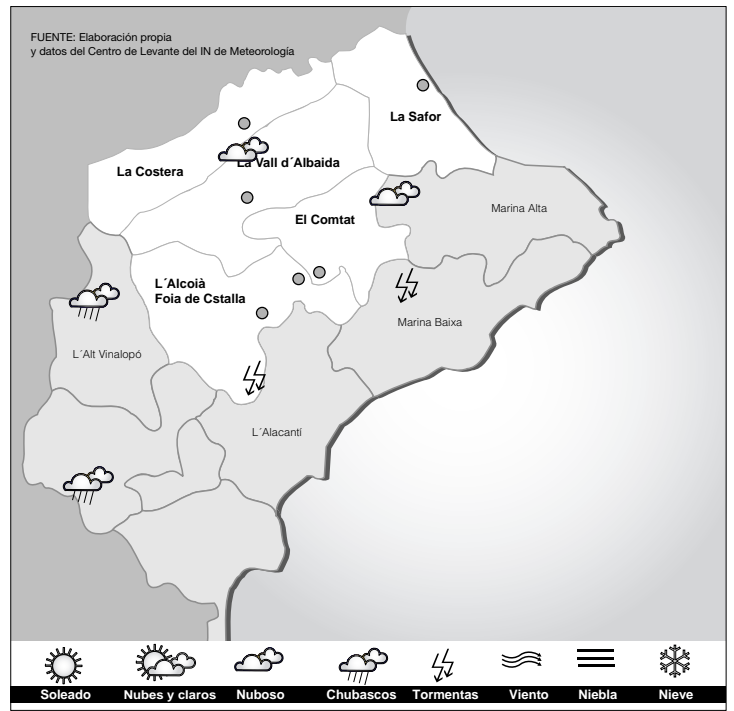 FUENTE: Elaboración propia
y datos del Centro de Levante del IN de Meteorología
La Safor
La Costera
La Vall d´Albaida
Marina Alta
El Comtat
L´Alcoià
Foia de Cstalla
Marina Baixa
L´Alt Vinalopó
L´Alacantí
Soleado Nubes y claros Nuboso Chubascos Tormentas Viento Niebla Nieve